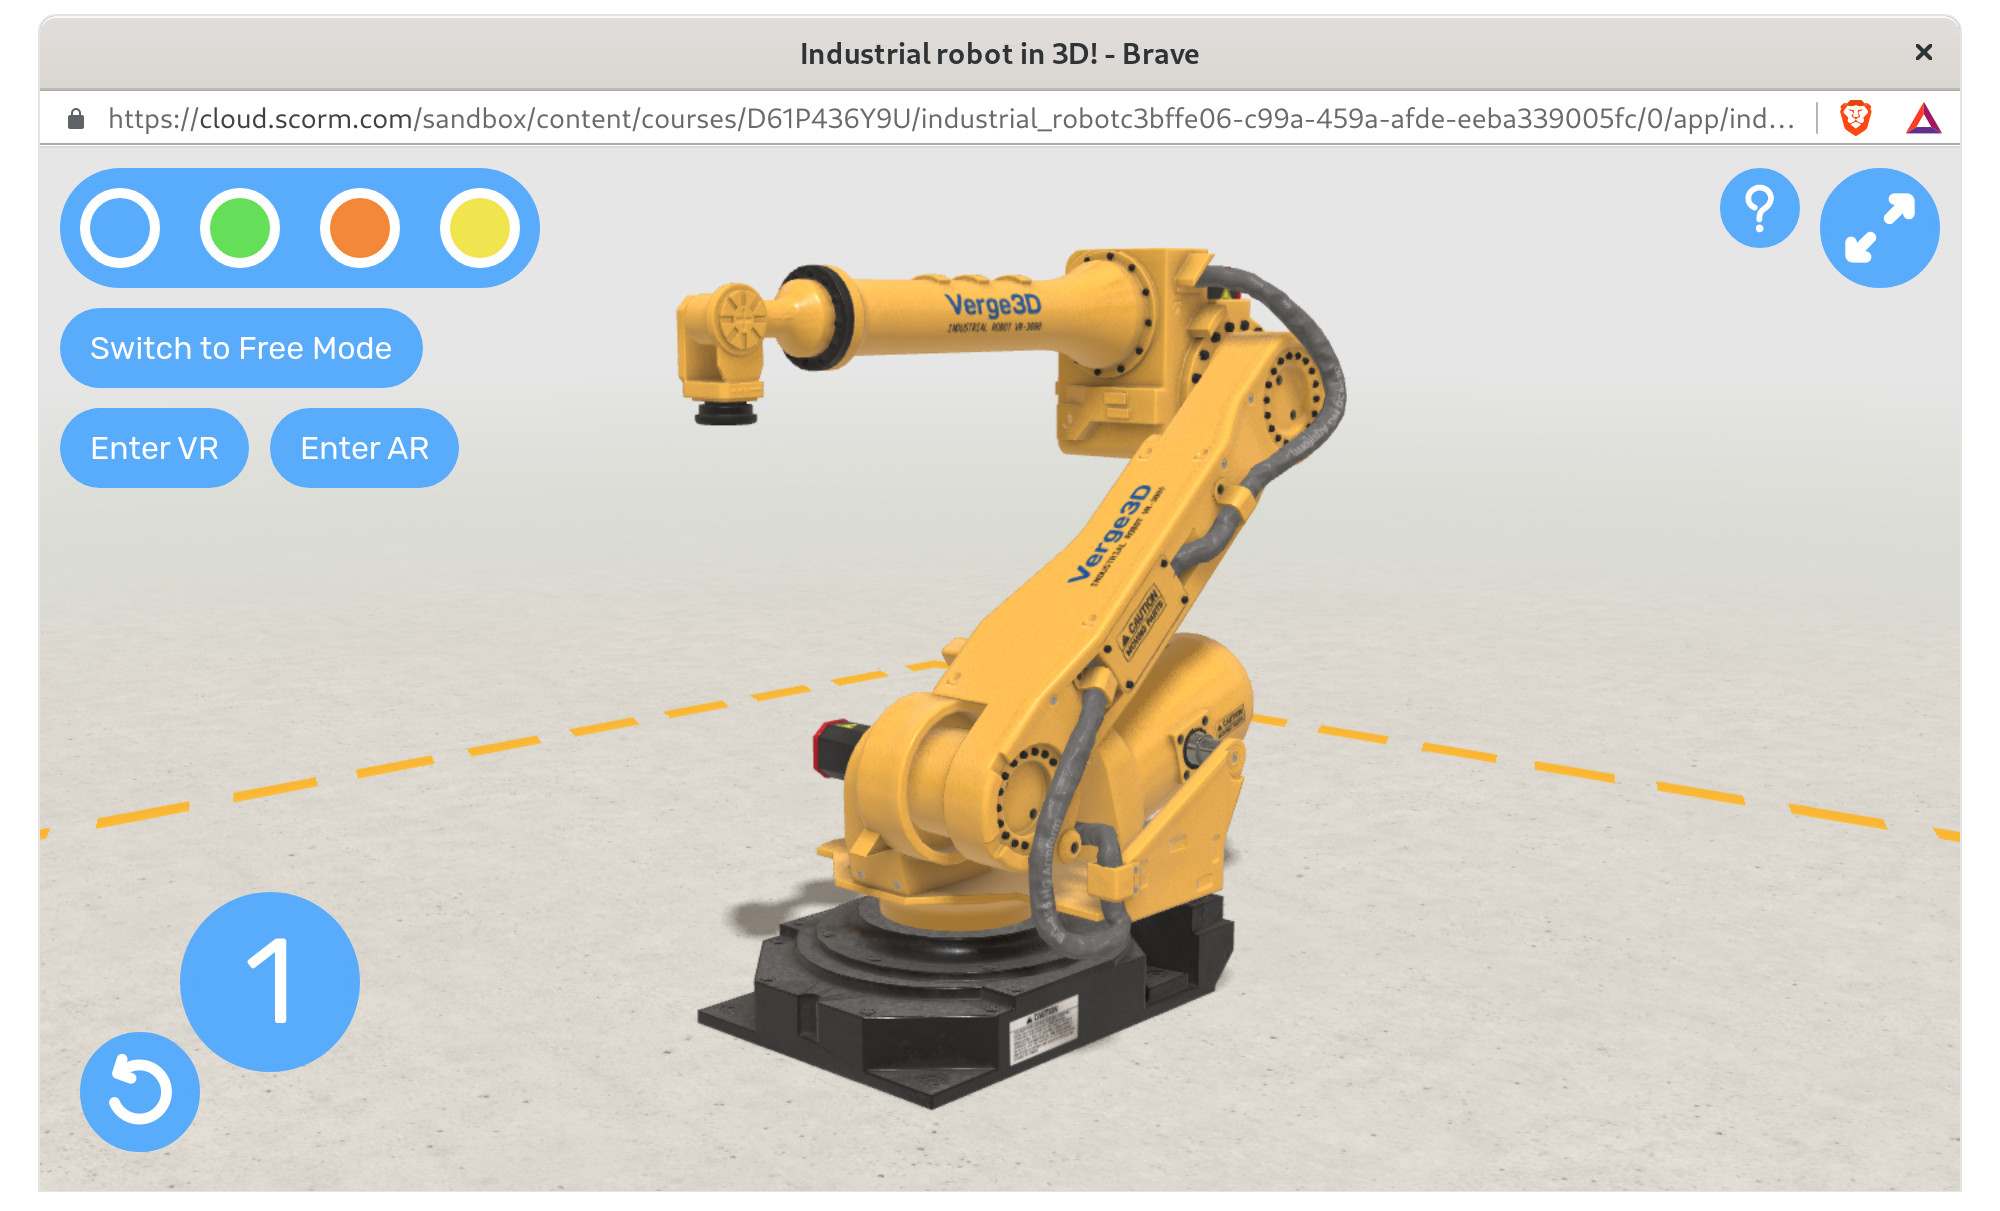 Industrial robot in 3D! - Brave
https://cloud.scorm.com/sandbox/content/courses/D61P436Y9U/industrial_robotc3bffe06-c99a-459a-afde-eeba339005fc/0/app/ind...
Switch to Free Mode
Enter VR
Enter AR
Verge3D
INDUSTRIAL ROBOT VR-3000
Verge3D
INDUSTRIAL ROBOT VR-3000
CAUTION
MOVING PARTS
CAUTION
CAUTION
1